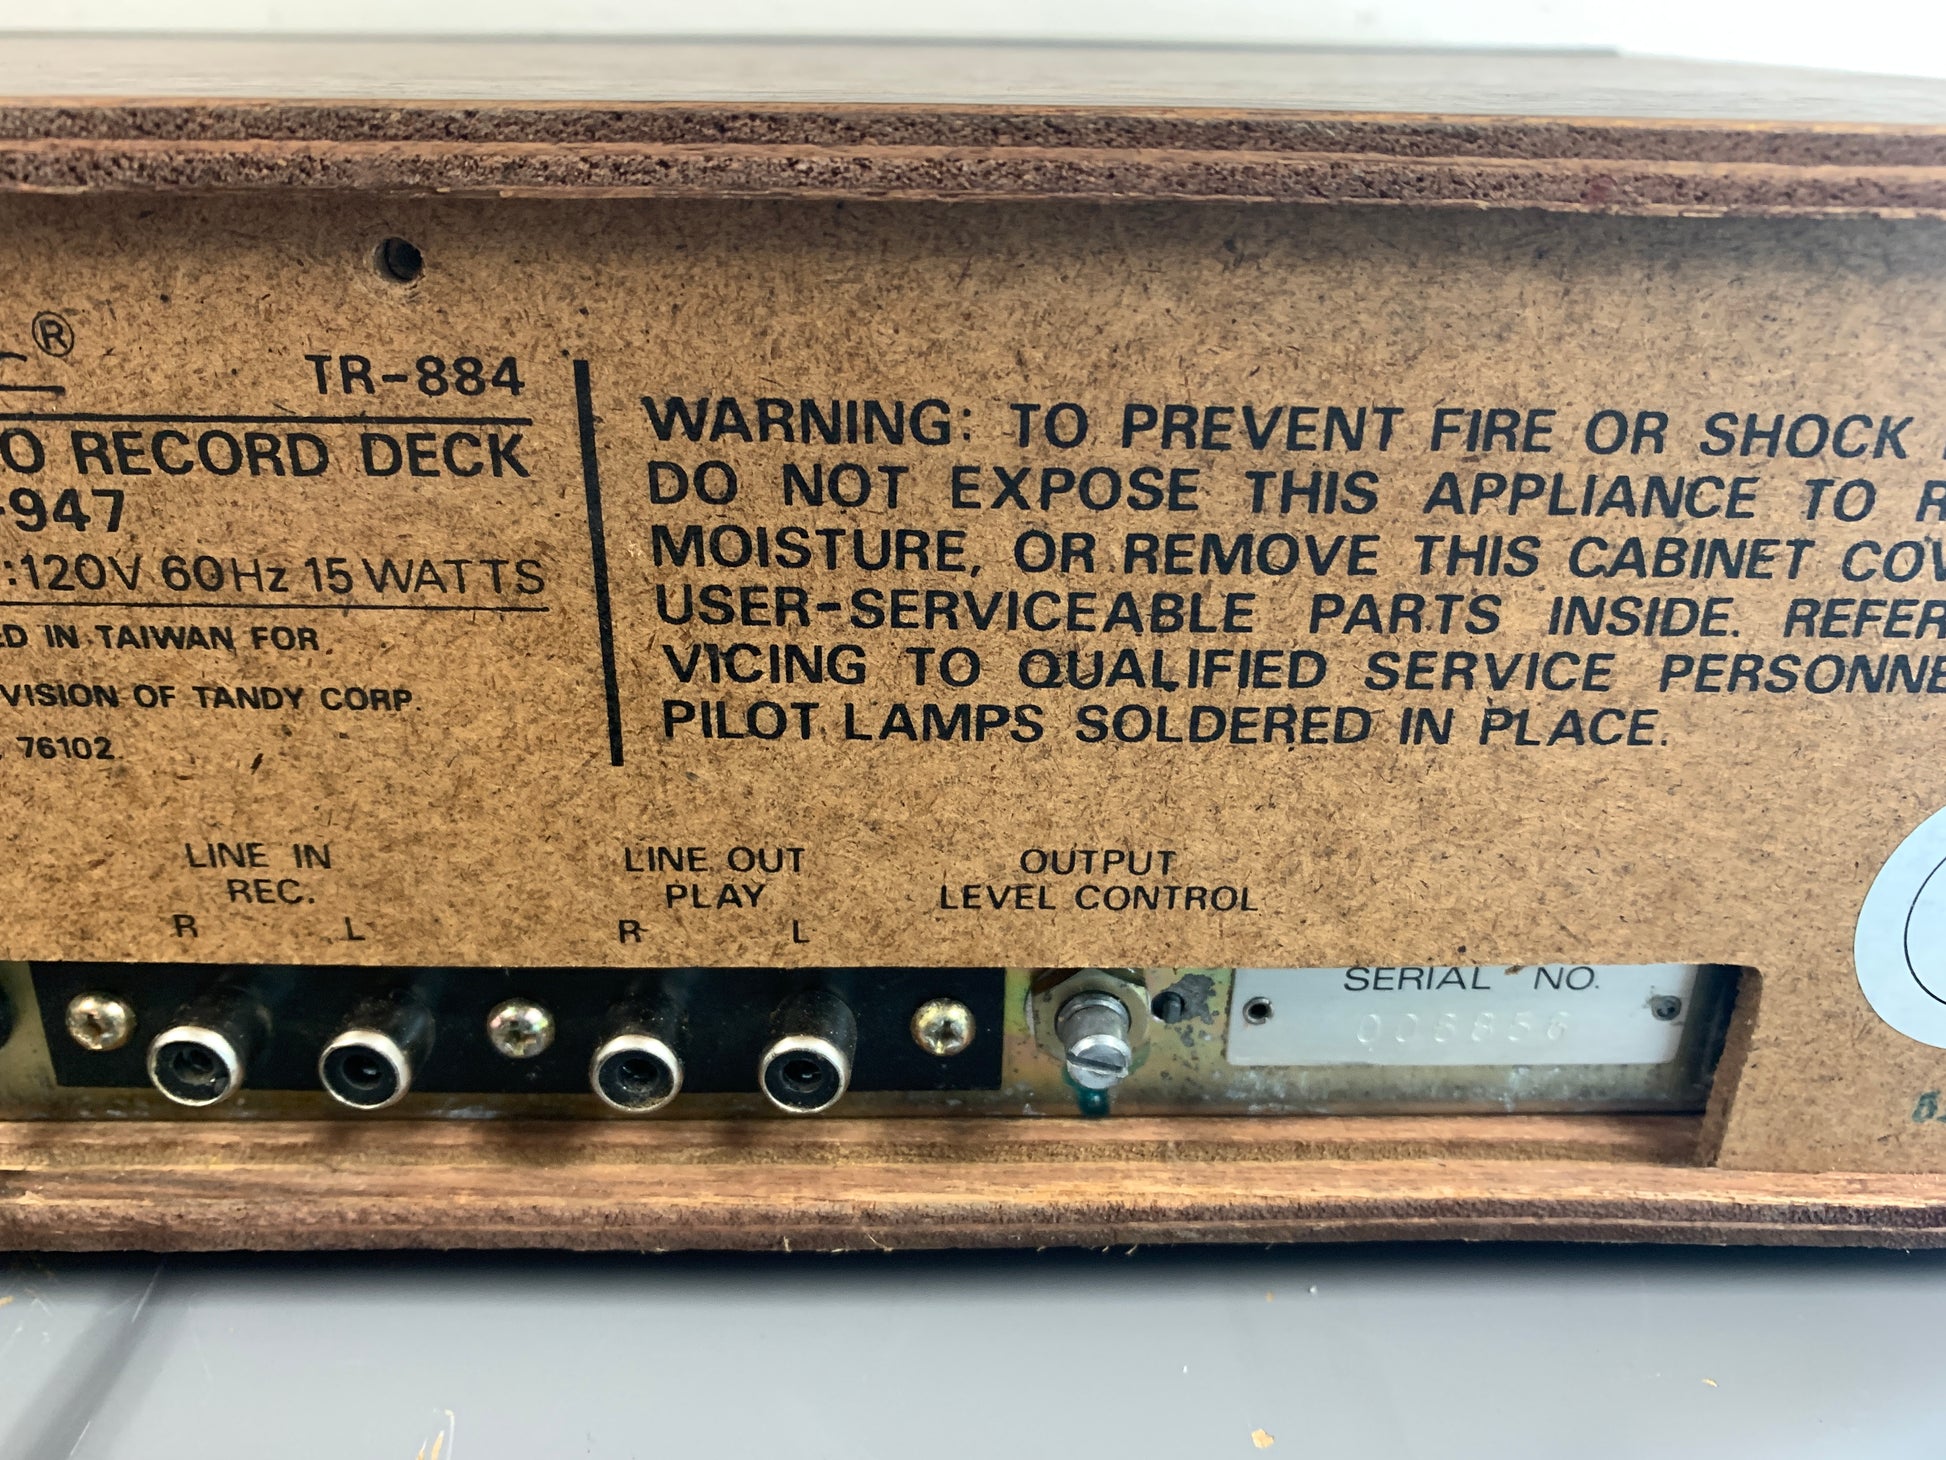 ®
TR-884
O RECORD DECK
-947
:120V 60Hz 15 WATTS
ED IN TAIWAN FOR
VISION OF TANDY CORP.
, 76102.
WARNING: TO PREVENT FIRE OR SHOCK
DO NOT EXPOSE THIS APPLIANCE TO R
MOISTURE, OR REMOVE THIS CABINET COV
USER-SERVICEABLE PARTS INSIDE. REFER
VICING TO QUALIFIED SERVICE PERSONNE
PILOT LAMPS SOLDERED IN PLACE.
LINE IN
REC.
R L
LINE OUT
PLAY
R L
OUTPUT
LEVEL CONTROL
SERIAL NO.